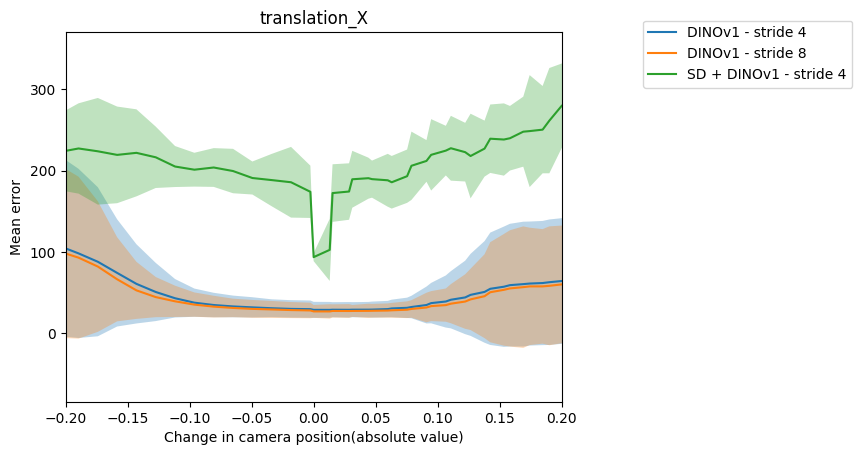 translation_X
DINOv1 - stride 4
DINOv1 - stride 8
SD + DINOv1 - stride 4
Mean error
300
200
100
0
−0.20
−0.15
−0.10
−0.05
0.00
0.05
0.10
0.15
0.20
Change in camera position(absolute value)